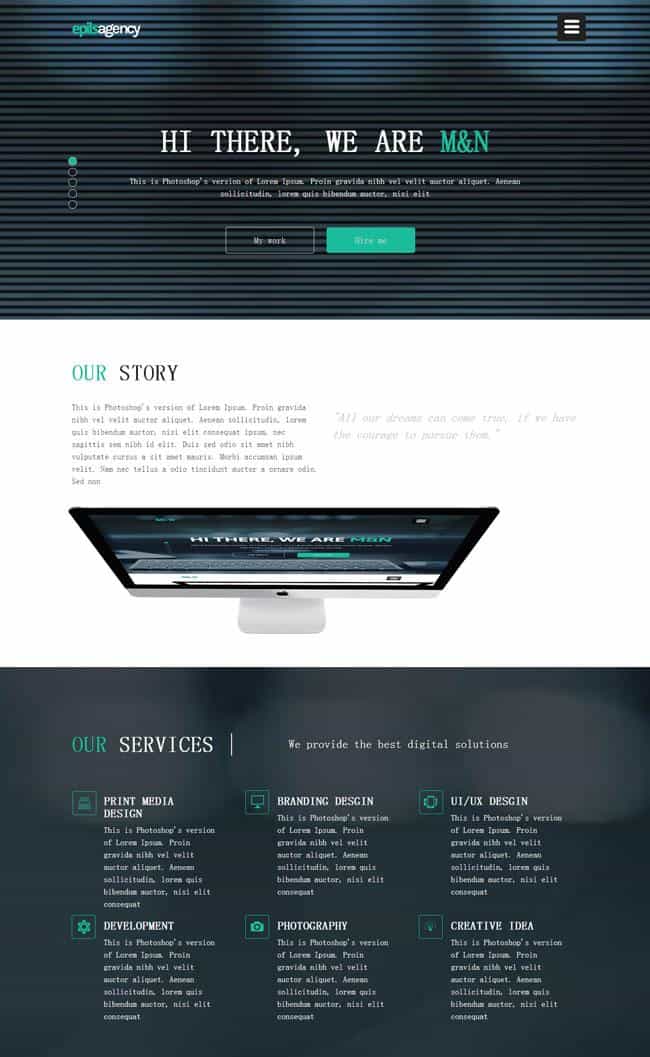 epilsagency
HI THERE, WE ARE M&N
This is Photoshop's version of Lorem Ipsum. Proin gravida nibh vel velit auctor aliquet. Aenean
sollicitudin, lorem quis bibendum auctor, nisi elit
My work
Hire me
OUR STORY
This is Photoshop's version of Lorem Ipsum. Proin gravida
nibh vel velit auctor aliquet. Aenean sollicitudin, lorem
quis bibendum auctor, nisi elit consequat ipsum, nec
sagittis sem nibh id elit. Duis sed odio sit amet nibh
vulputate cursus a sit amet mauris. Morbi accumsan ipsum
velit. Nam nec tellus a odio tincidunt auctor a ornare odio.
Sed non
"All our dreams can come true, if we have
the courage to pursue them."
HI THERE, WE ARE M&N
OUR SERVICES
We provide the best digital solutions
PRINT MEDIA
DESIGN
This is Photoshop's version
of Lorem Ipsum. Proin
gravida nibh vel velit
auctor aliquet. Aenean
sollicitudin, lorem quis
bibendum auctor, nisi elit
consequat
BRANDING DESGIN
This is Photoshop's version
of Lorem Ipsum. Proin
gravida nibh vel velit
auctor aliquet. Aenean
sollicitudin, lorem quis
bibendum auctor, nisi elit
consequat
UI/UX DESGIN
This is Photoshop's version
of Lorem Ipsum. Proin
gravida nibh vel velit
auctor aliquet. Aenean
sollicitudin, lorem quis
bibendum auctor, nisi elit
consequat
DEVELOPMENT
This is Photoshop's version
of Lorem Ipsum. Proin
gravida nibh vel velit
auctor aliquet. Aenean
sollicitudin, lorem quis
bibendum auctor, nisi elit
consequat
PHOTOGRAPHY
This is Photoshop's version
of Lorem Ipsum. Proin
gravida nibh vel velit
auctor aliquet. Aenean
sollicitudin, lorem quis
bibendum auctor, nisi elit
consequat
CREATIVE IDEA
This is Photoshop's version
of Lorem Ipsum. Proin
gravida nibh vel velit
auctor aliquet. Aenean
sollicitudin, lorem quis
bibendum auctor, nisi elit
consequat